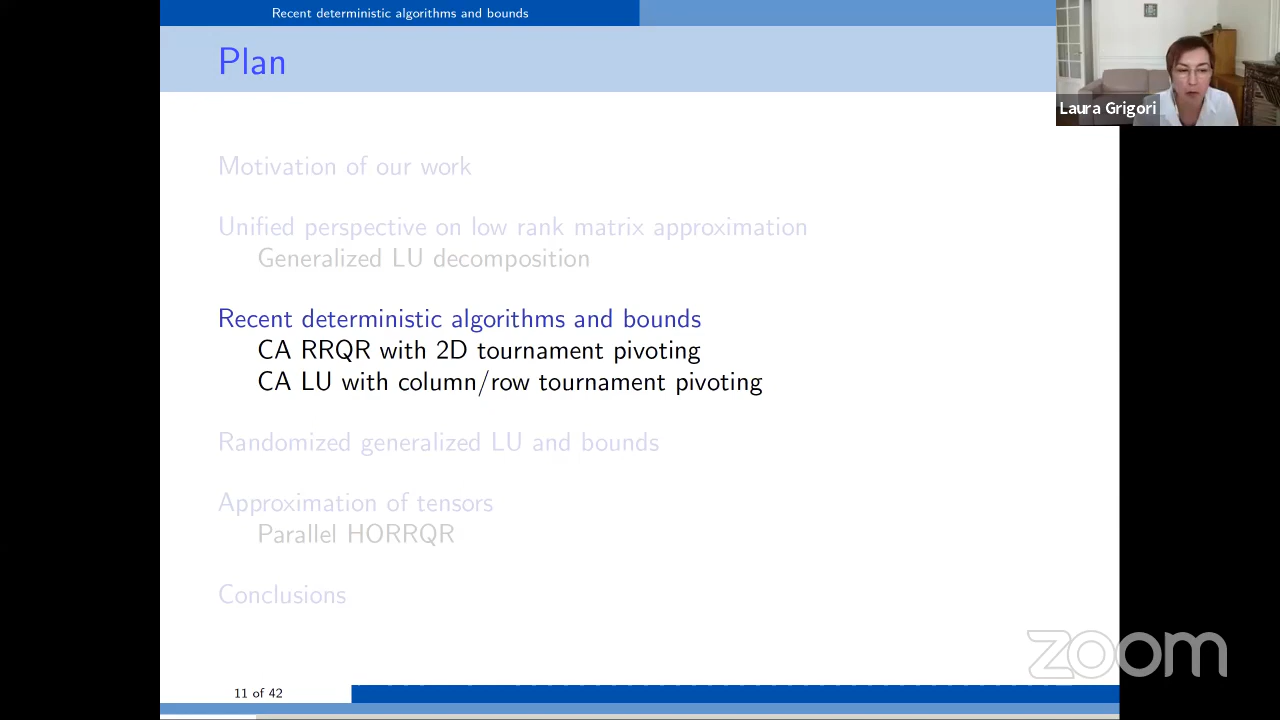 Recent deterministic algorithms and bounds
Plan
Laura Grigori
Motivation of our work
Unified perspective on low rank matrix approximation
Generalized LU decomposition
Recent deterministic algorithms and bounds
CA RRQR with 2D tournament pivoting
CA LU with column/row tournament pivoting
Randomized generalized LU and bounds
Approximation of tensors
Parallel HORRQR
Conclusions
zoom
11 of 42